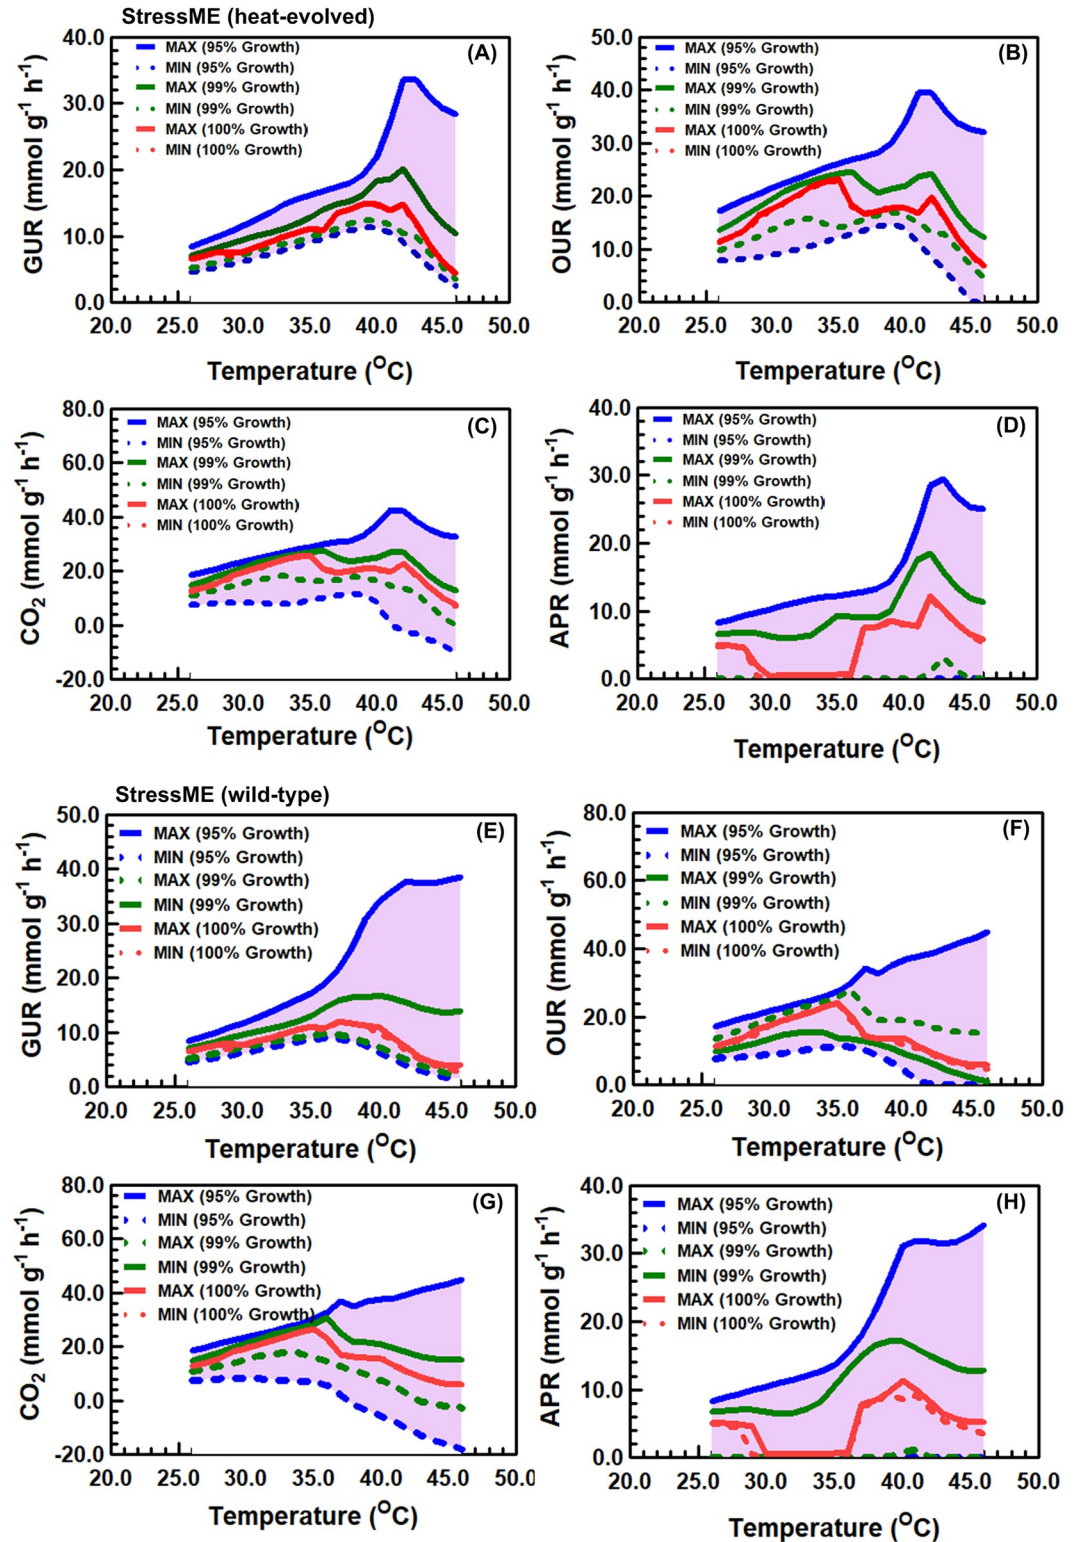 StressME (heat-evolved)
(A)
MAX (95% Growth)
MIN (95% Growth)
MAX (99% Growth)
MIN (99% Growth)
MAX (100% Growth)
MIN (100% Growth)
GUR (mmol g-1 h-1)
40.0
30.0
20.0
10.0
0.0
20.0 25.0 30.0 35.0 40.0 45.0 50.0
Temperature (OC)
(B)
MAX (95% Growth)
MIN (95% Growth)
MAX (99% Growth)
MIN (99% Growth)
MAX (100% Growth)
MIN (100% Growth)
OUR (mmol g-1 h-1)
50.0
40.0
30.0
20.0
10.0
0.0
20.0 25.0 30.0 35.0 40.0 45.0 50.0
Temperature (OC)
(C)
MAX (95% Growth)
MIN (95% Growth)
MAX (99% Growth)
MIN (99% Growth)
MAX (100% Growth)
MIN (100% Growth)
CO2 (mmol g-1 h-1)
80.0
60.0
40.0
20.0
0.0
-20.0
20.0 25.0 30.0 35.0 40.0 45.0 50.0
Temperature (OC)
(D)
MAX (95% Growth)
MIN (95% Growth)
MAX (99% Growth)
MIN (99% Growth)
MAX (100% Growth)
MIN (100% Growth)
APR (mmol g-1 h-1)
40.0
30.0
20.0
10.0
0.0
20.0 25.0 30.0 35.0 40.0 45.0 50.0
Temperature (OC)
StressME (wild-type)
(E)
MAX (95% Growth)
MIN (95% Growth)
MAX (99% Growth)
MIN (99% Growth)
MAX (100% Growth)
MIN (100% Growth)
GUR (mmol g-1 h-1)
50.0
40.0
30.0
20.0
10.0
0.0
20.0 25.0 30.0 35.0 40.0 45.0 50.0
Temperature (OC)
(F)
MAX (95% Growth)
MIN (95% Growth)
MAX (99% Growth)
MIN (99% Growth)
MAX (100% Growth)
MIN (100% Growth)
OUR (mmol g-1 h-1)
80.0
60.0
40.0
20.0
0.0
20.0 25.0 30.0 35.0 40.0 45.0 50.0
Temperature (OC)
(G)
MAX (95% Growth)
MIN (95% Growth)
MAX (99% Growth)
MIN (99% Growth)
MAX (100% Growth)
MIN (100% Growth)
CO2 (mmol g-1 h-1)
80.0
60.0
40.0
20.0
0.0
-20.0
20.0 25.0 30.0 35.0 40.0 45.0 50.0
Temperature (OC)
(H)
MAX (95% Growth)
MIN (95% Growth)
MAX (99% Growth)
MIN (99% Growth)
MAX (100% Growth)
MIN (100% Growth)
APR (mmol g-1 h-1)
40.0
30.0
20.0
10.0
0.0
20.0 25.0 30.0 35.0 40.0 45.0 50.0
Temperature (OC)